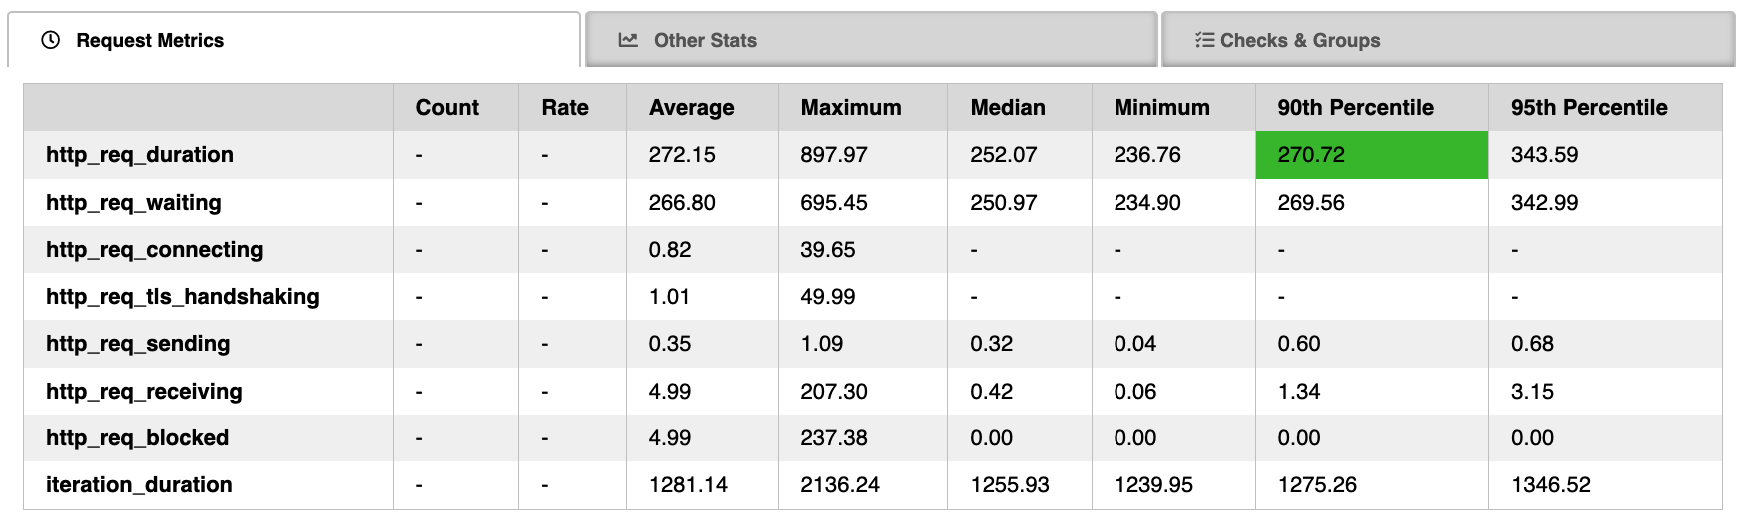 Request Metrics Other Stats Checks & Groups
Count Rate Average Maximum Median Minimum 90th Percentile 95th Percentile
http_req_duration - - 272.15 897.97 252.07 236.76 270.72 343.59
http_req_waiting - - 266.80 695.45 250.97 234.90 269.56 342.99
http_req_connecting - - 0.82 39.65 - - - -
http_req_tls_handshaking - - 1.01 49.99 - - - -
http_req_sending - - 0.35 1.09 0.32 0.04 0.60 0.68
http_req_receiving - - 4.99 207.30 0.42 0.06 1.34 3.15
http_req_blocked - - 4.99 237.38 0.00 0.00 0.00 0.00
iteration_duration - - 1281.14 2136.24 1255.93 1239.95 1275.26 1346.52